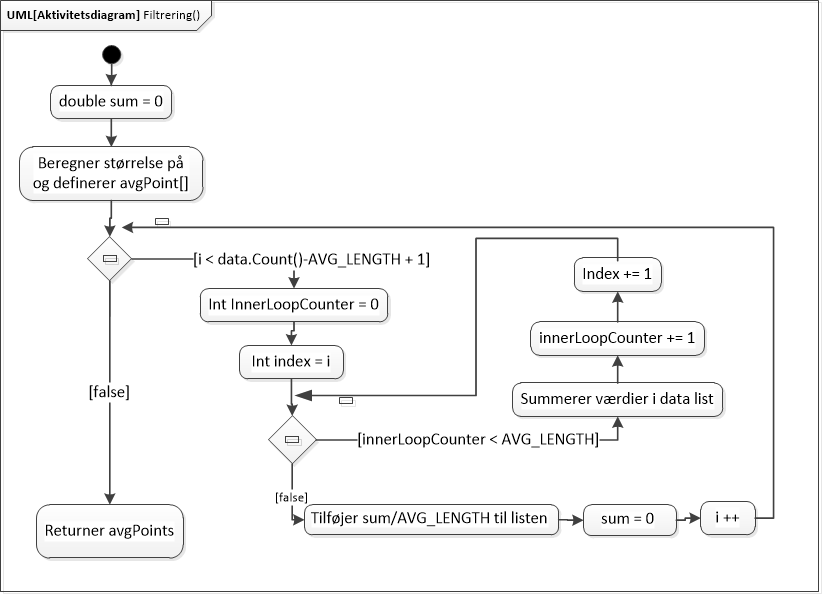 UML[Aktivitetsdiagram] Filtrering()
double sum = 0
Beregner størrelse på
og definerer avgPoint[]
[i < data.Count()-AVG_LENGTH + 1]
Int InnerLoopCounter = 0
Int index = i
[innerLoopCounter < AVG_LENGTH]
Summerer værdier i data list
innerLoopCounter += 1
Index += 1
[false]
Tilføjer sum/AVG_LENGTH til listen
sum = 0
i ++
[false]
Returner avgPoints